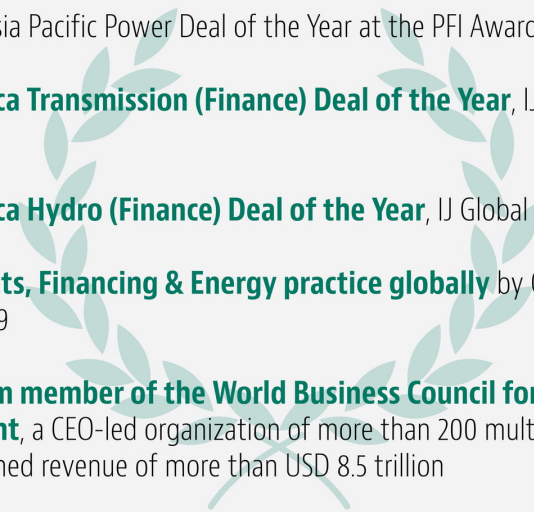 sia Pacific Power Deal of the Year at the PFI Award
ca Transmission (Finance) Deal of the Year, IJ
ca Hydro (Finance) Deal of the Year, IJ Global
ts, Financing & Energy practice globally by
9
n member of the World Business Council for
nt, a CEO-led organization of more than 200 mult
ned revenue of more than USD 8.5 trillion